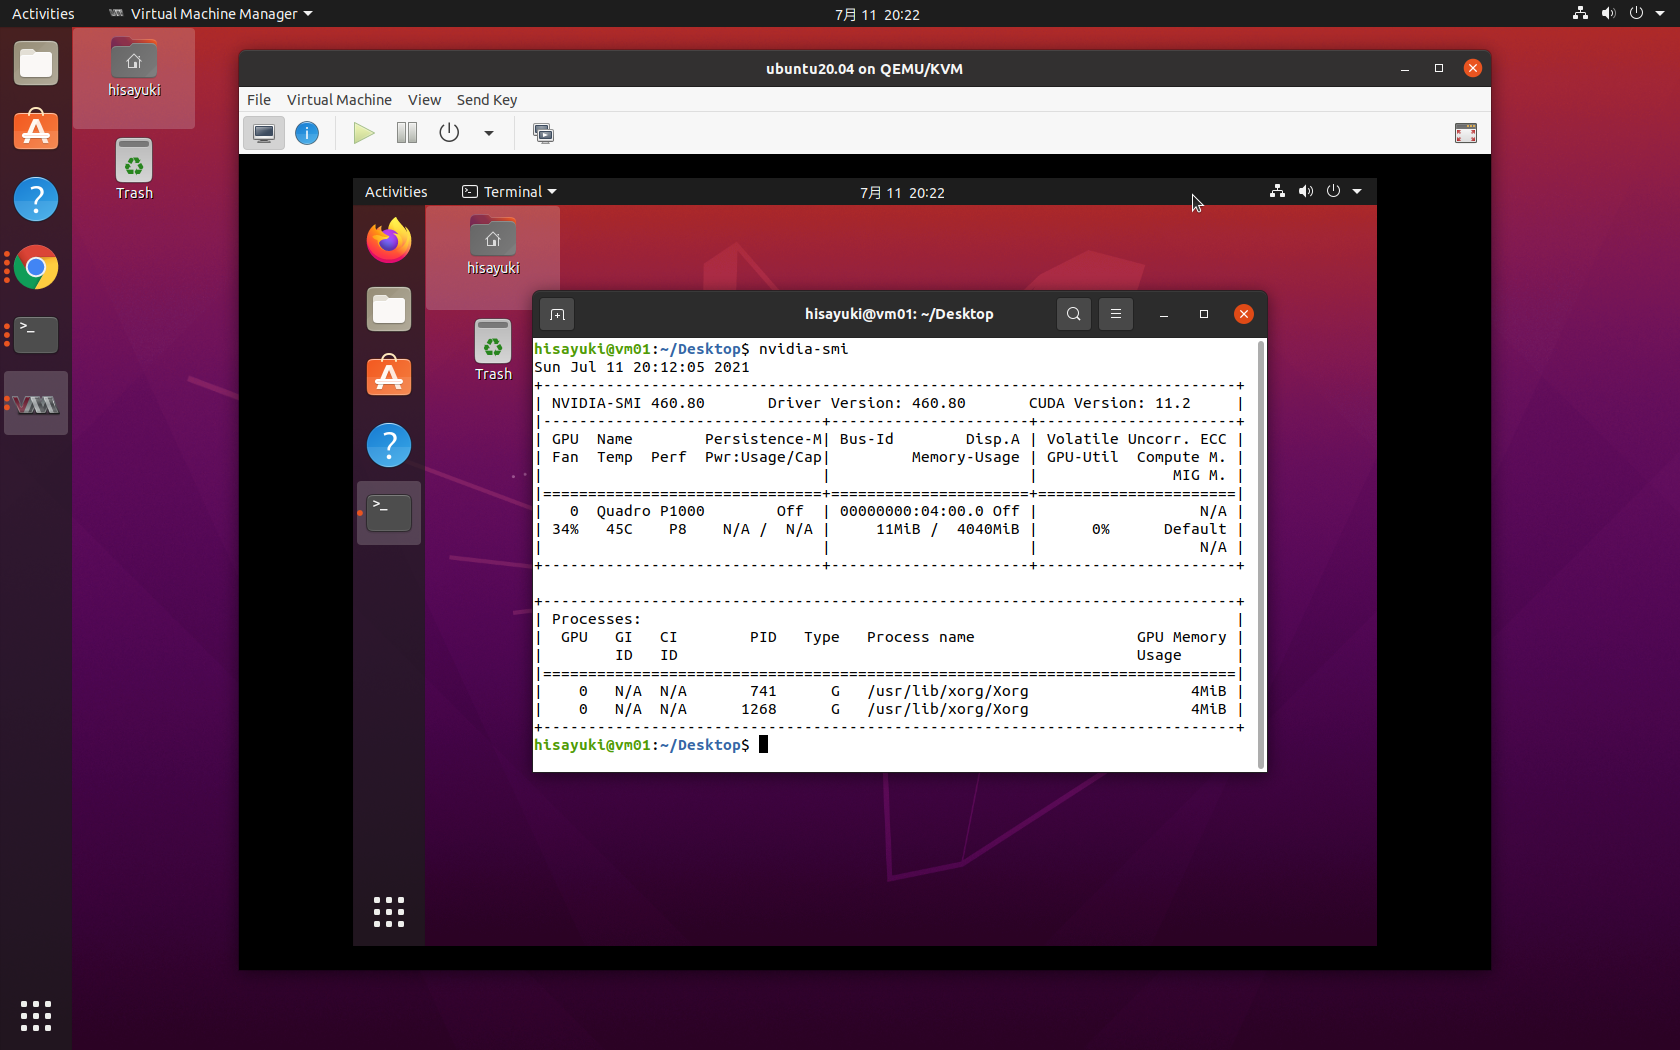 Activities Virtual Machine Manager 7月 11 20:22
hisayuki
Trash
ubuntu20.04 on QEMU/KVM
File Virtual Machine View Send Key
Activities Terminal 7月 11 20:22
hisayuki
Trash
hisayuki@vm01: ~/Desktop
hisayuki@vm01:~/Desktop$ nvidia-smi
Sun Jul 11 20:12:05 2021
+-----------------------------------------------------------------------------+
| NVIDIA-SMI 460.80       Driver Version: 460.80       CUDA Version: 11.2     |
|-------------------------------+----------------------+----------------------+
| GPU  Name        Persistence-M| Bus-Id        Disp.A | Volatile Uncorr. ECC |
| Fan  Temp  Perf  Pwr:Usage/Cap|         Memory-Usage | GPU-Util  Compute M. |
|                               |                      |               MIG M. |
|===============================+======================+======================|
|   0  Quadro P1000        Off  | 00000000:04:00.0 Off |                  N/A |
| 34%   45C    P8    N/A /  N/A |     11MiB /  4040MiB |      0%      Default |
|                               |                      |                  N/A |
+-------------------------------+----------------------+----------------------+
+-----------------------------------------------------------------------------+
| Processes:                                                                  |
|  GPU   GI   CI        PID   Type   Process name                  GPU Memory |
|        ID   ID                                                   Usage      |
|=============================================================================|
|    0   N/A  N/A       741      G   /usr/lib/xorg/Xorg                  4MiB |
|    0   N/A  N/A      1268      G   /usr/lib/xorg/Xorg                  4MiB |
+-----------------------------------------------------------------------------+
hisayuki@vm01:~/Desktop$